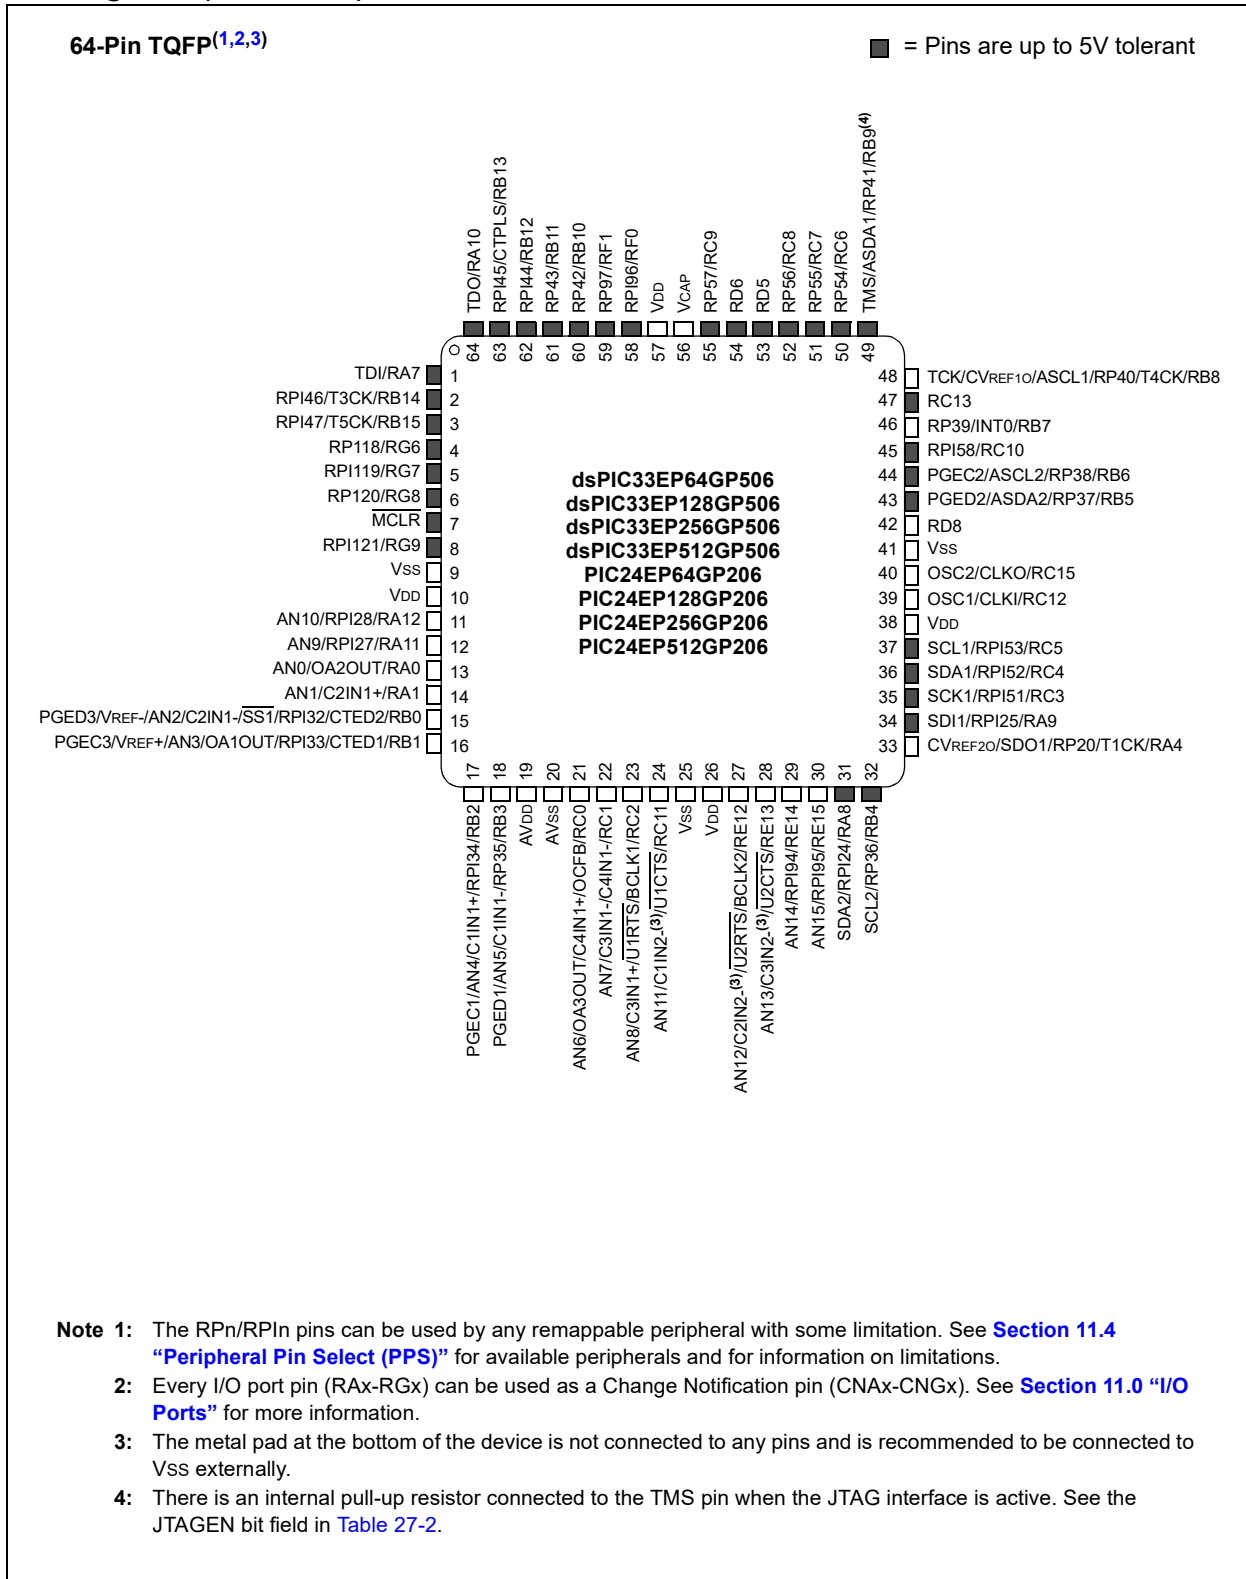 64-Pin TQFP(1,2,3)
= Pins are up to 5V tolerant
TDO/RA10
RPI45/CTPLS/RB13
RPI44/RB12
RP43/RB11
RP42/RB10
RP97/RF1
RPI96/RF0
VDD
VCAP
RP57/RC9
RD6
RD5
RP56/RC8
RP55/RC7
RP54/RC6
TMS/ASDA1/RP41/RB9(4)
64 63 62 61 60 59 58 57 56 55 54 53 52 51 50 49
TDI/RA7 1
RPI46/T3CK/RB14 2
RPI47/T5CK/RB15 3
RP118/RG6 4
RPI119/RG7 5
RP120/RG8 6
MCLR 7
RPI121/RG9 8
VSS 9
VDD 10
AN10/RPI28/RA12 11
AN9/RPI27/RA11 12
AN0/OA2OUT/RA0 13
AN1/C2IN1+/RA1 14
PGED3/VREF-/AN2/C2IN1-/SS1/RPI32/CTED2/RB0 15
PGEC3/VREF+/AN3/OA1OUT/RPI33/CTED1/RB1 16
dsPIC33EP64GP506
dsPIC33EP128GP506
dsPIC33EP256GP506
dsPIC33EP512GP506
PIC24EP64GP206
PIC24EP128GP206
PIC24EP256GP206
PIC24EP512GP206
48 TCK/CVREF1O/ASCL1/RP40/T4CK/RB8
47 RC13
46 RP39/INT0/RB7
45 RPI58/RC10
44 PGEC2/ASCL2/RP38/RB6
43 PGED2/ASDA2/RP37/RB5
42 RD8
41 VSS
40 OSC2/CLKO/RC15
39 OSC1/CLKI/RC12
38 VDD
37 SCL1/RPI53/RC5
36 SDA1/RPI52/RC4
35 SCK1/RPI51/RC3
34 SDI1/RPI25/RA9
33 CVREF2O/SDO1/RP20/T1CK/RA4
17 18 19 20 21 22 23 24 25 26 27 28 29 30 31 32
PGEC1/AN4/C1IN1+/RPI34/RB2
PGED1/AN5/C1IN1-/RP35/RB3
AVDD
AVSS
AN6/OA3OUT/C4IN1+/OCFB/RC0
AN7/C3IN1-/C4IN1-/RC1
AN8/C3IN1+/U1RTS/BCLK1/RC2
AN11/C1IN2-(3)/U1CTS/RC11
VSS
VDD
AN12/C2IN2-(3)/U2RTS/BCLK2/RE12
AN13/C3IN2-(3)/U2CTS/RE13
AN14/RPI94/RE14
AN15/RPI95/RE15
SDA2/RPI24/RA8
SCL2/RP36/RB4
Note 1: The RPn/RPIn pins can be used by any remappable peripheral with some limitation. See Section 11.4
“Peripheral Pin Select (PPS)” for available peripherals and for information on limitations.
2: Every I/O port pin (RAx-RGx) can be used as a Change Notification pin (CNAx-CNGx). See Section 11.0 “I/O
Ports” for more information.
3: The metal pad at the bottom of the device is not connected to any pins and is recommended to be connected to
VSS externally.
4: There is an internal pull-up resistor connected to the TMS pin when the JTAG interface is active. See the
JTAGEN bit field in Table 27-2.